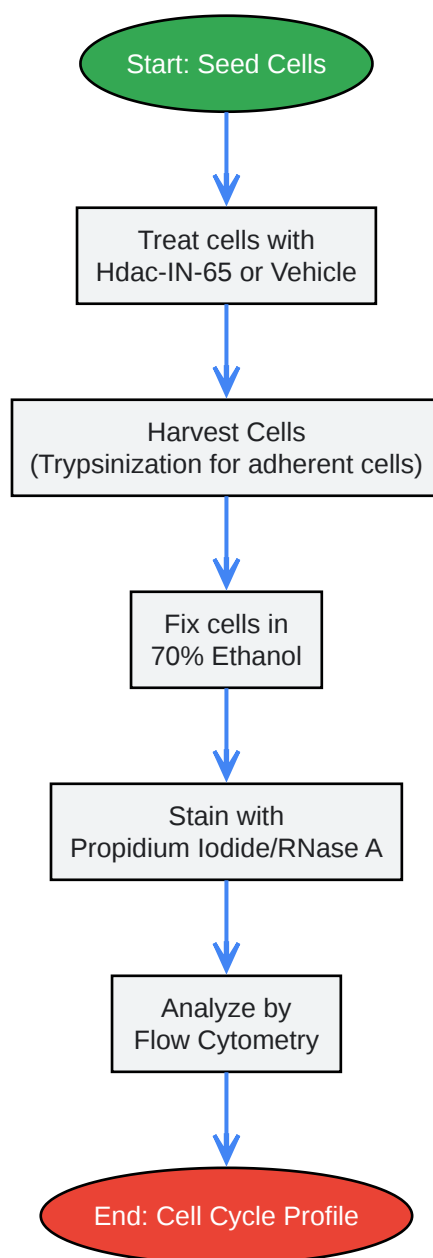 Start: Seed Cells
Treat cells with
Hdac-IN-65 or Vehicle
Harvest Cells
(Trypsinization for adherent cells)
Fix cells in
70% Ethanol
Stain with
Propidium Iodide/RNase A
Analyze by
Flow Cytometry
End: Cell Cycle Profile